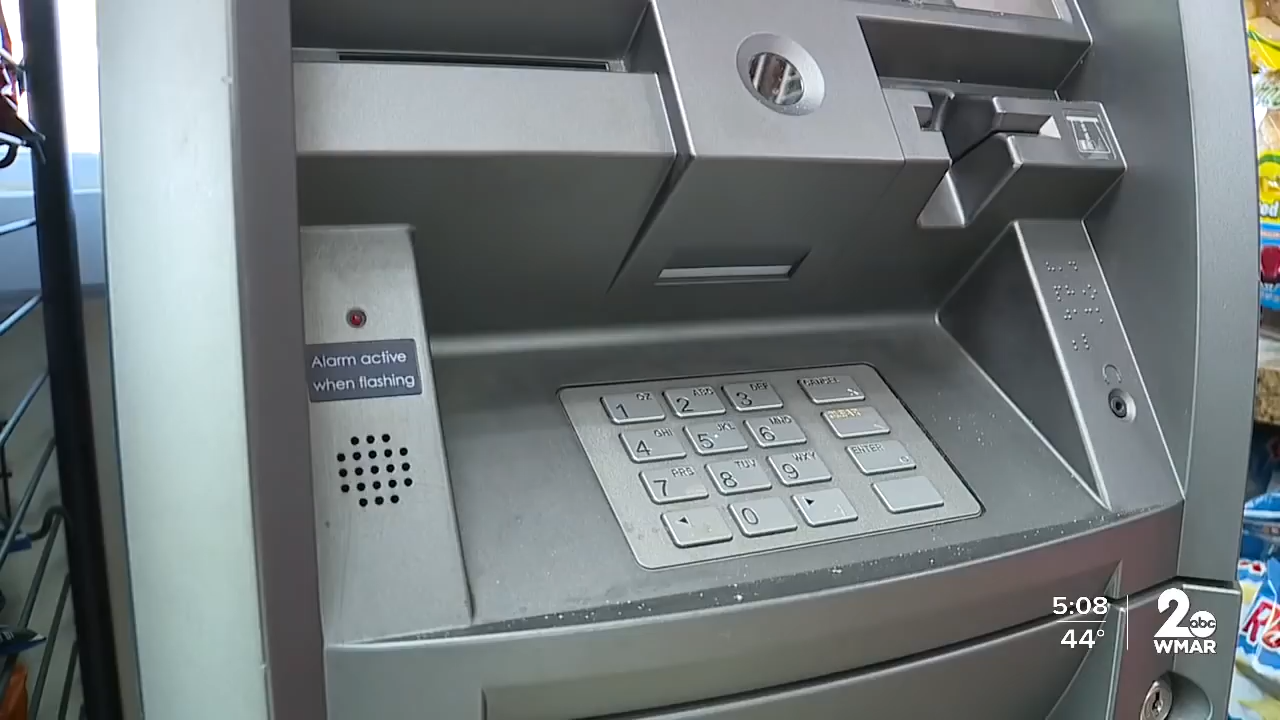 Alarm active
when flashing
1 QZ 2 ABC 3 DEF CANCEL
4 GHI 5 JKL 6 MNO
7 PRS 8 TUV 9 WXY ENTER
0
5:08
44°
2 abc
WMAR